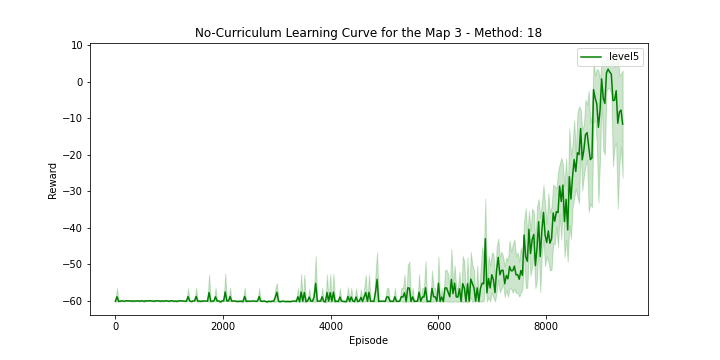 No-Curriculum Learning Curve for the Map 3 - Method: 18
level5
10
0
−10
−20
−30
−40
−50
−60
Reward
0 2000 4000 6000 8000
Episode